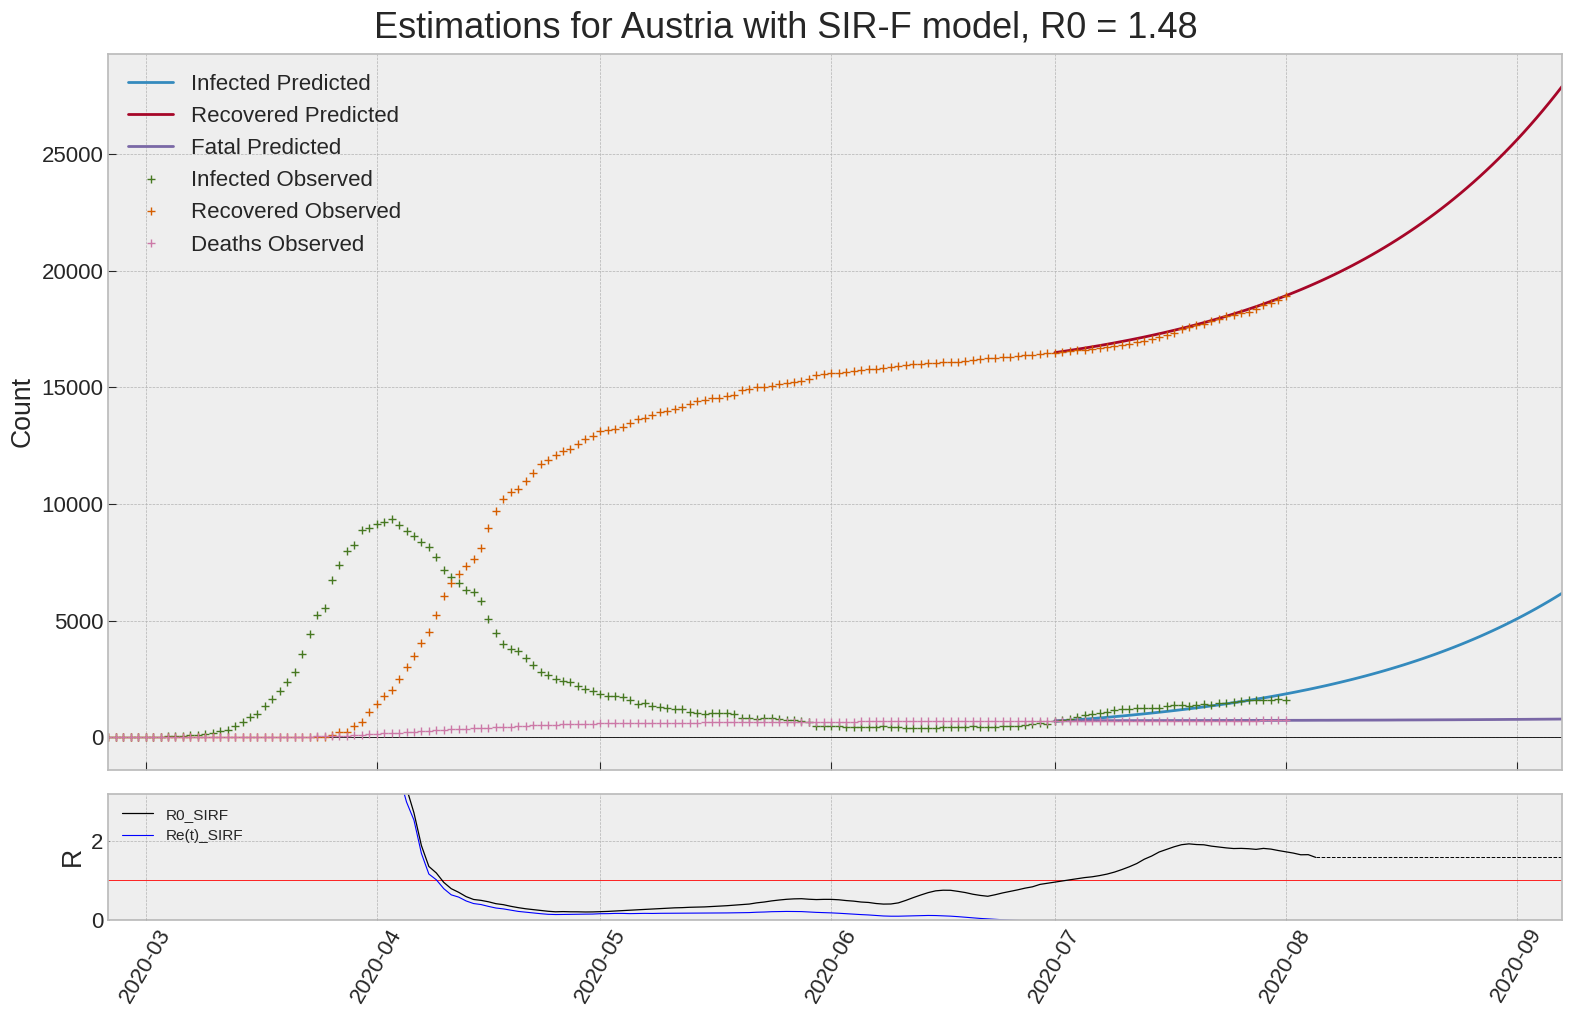 Estimations for Austria with SIR-F model, R0 = 1.48
Infected Predicted
Recovered Predicted
Fatal Predicted
Infected Observed
Recovered Observed
Deaths Observed
25000
20000
15000
10000
5000
0
Count
R0_SIRF
Re(t)_SIRF
2
0
R
2020-03
2020-04
2020-05
2020-06
2020-07
2020-08
2020-09